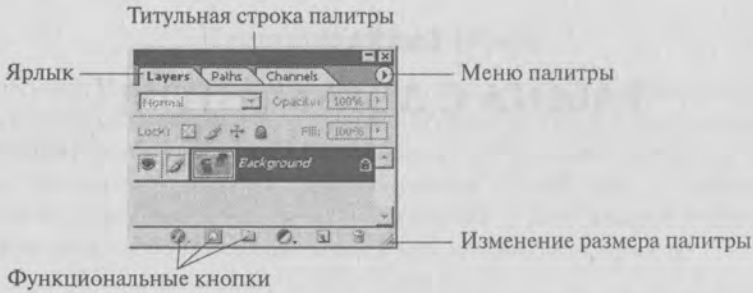 Титульная строка палитры
Ярлык
Layers Paths Channels
Меню палитры
Normal Opacity: 100%
Lock: Fill: 100%
Background
Изменение размера палитры
Функциональные кнопки